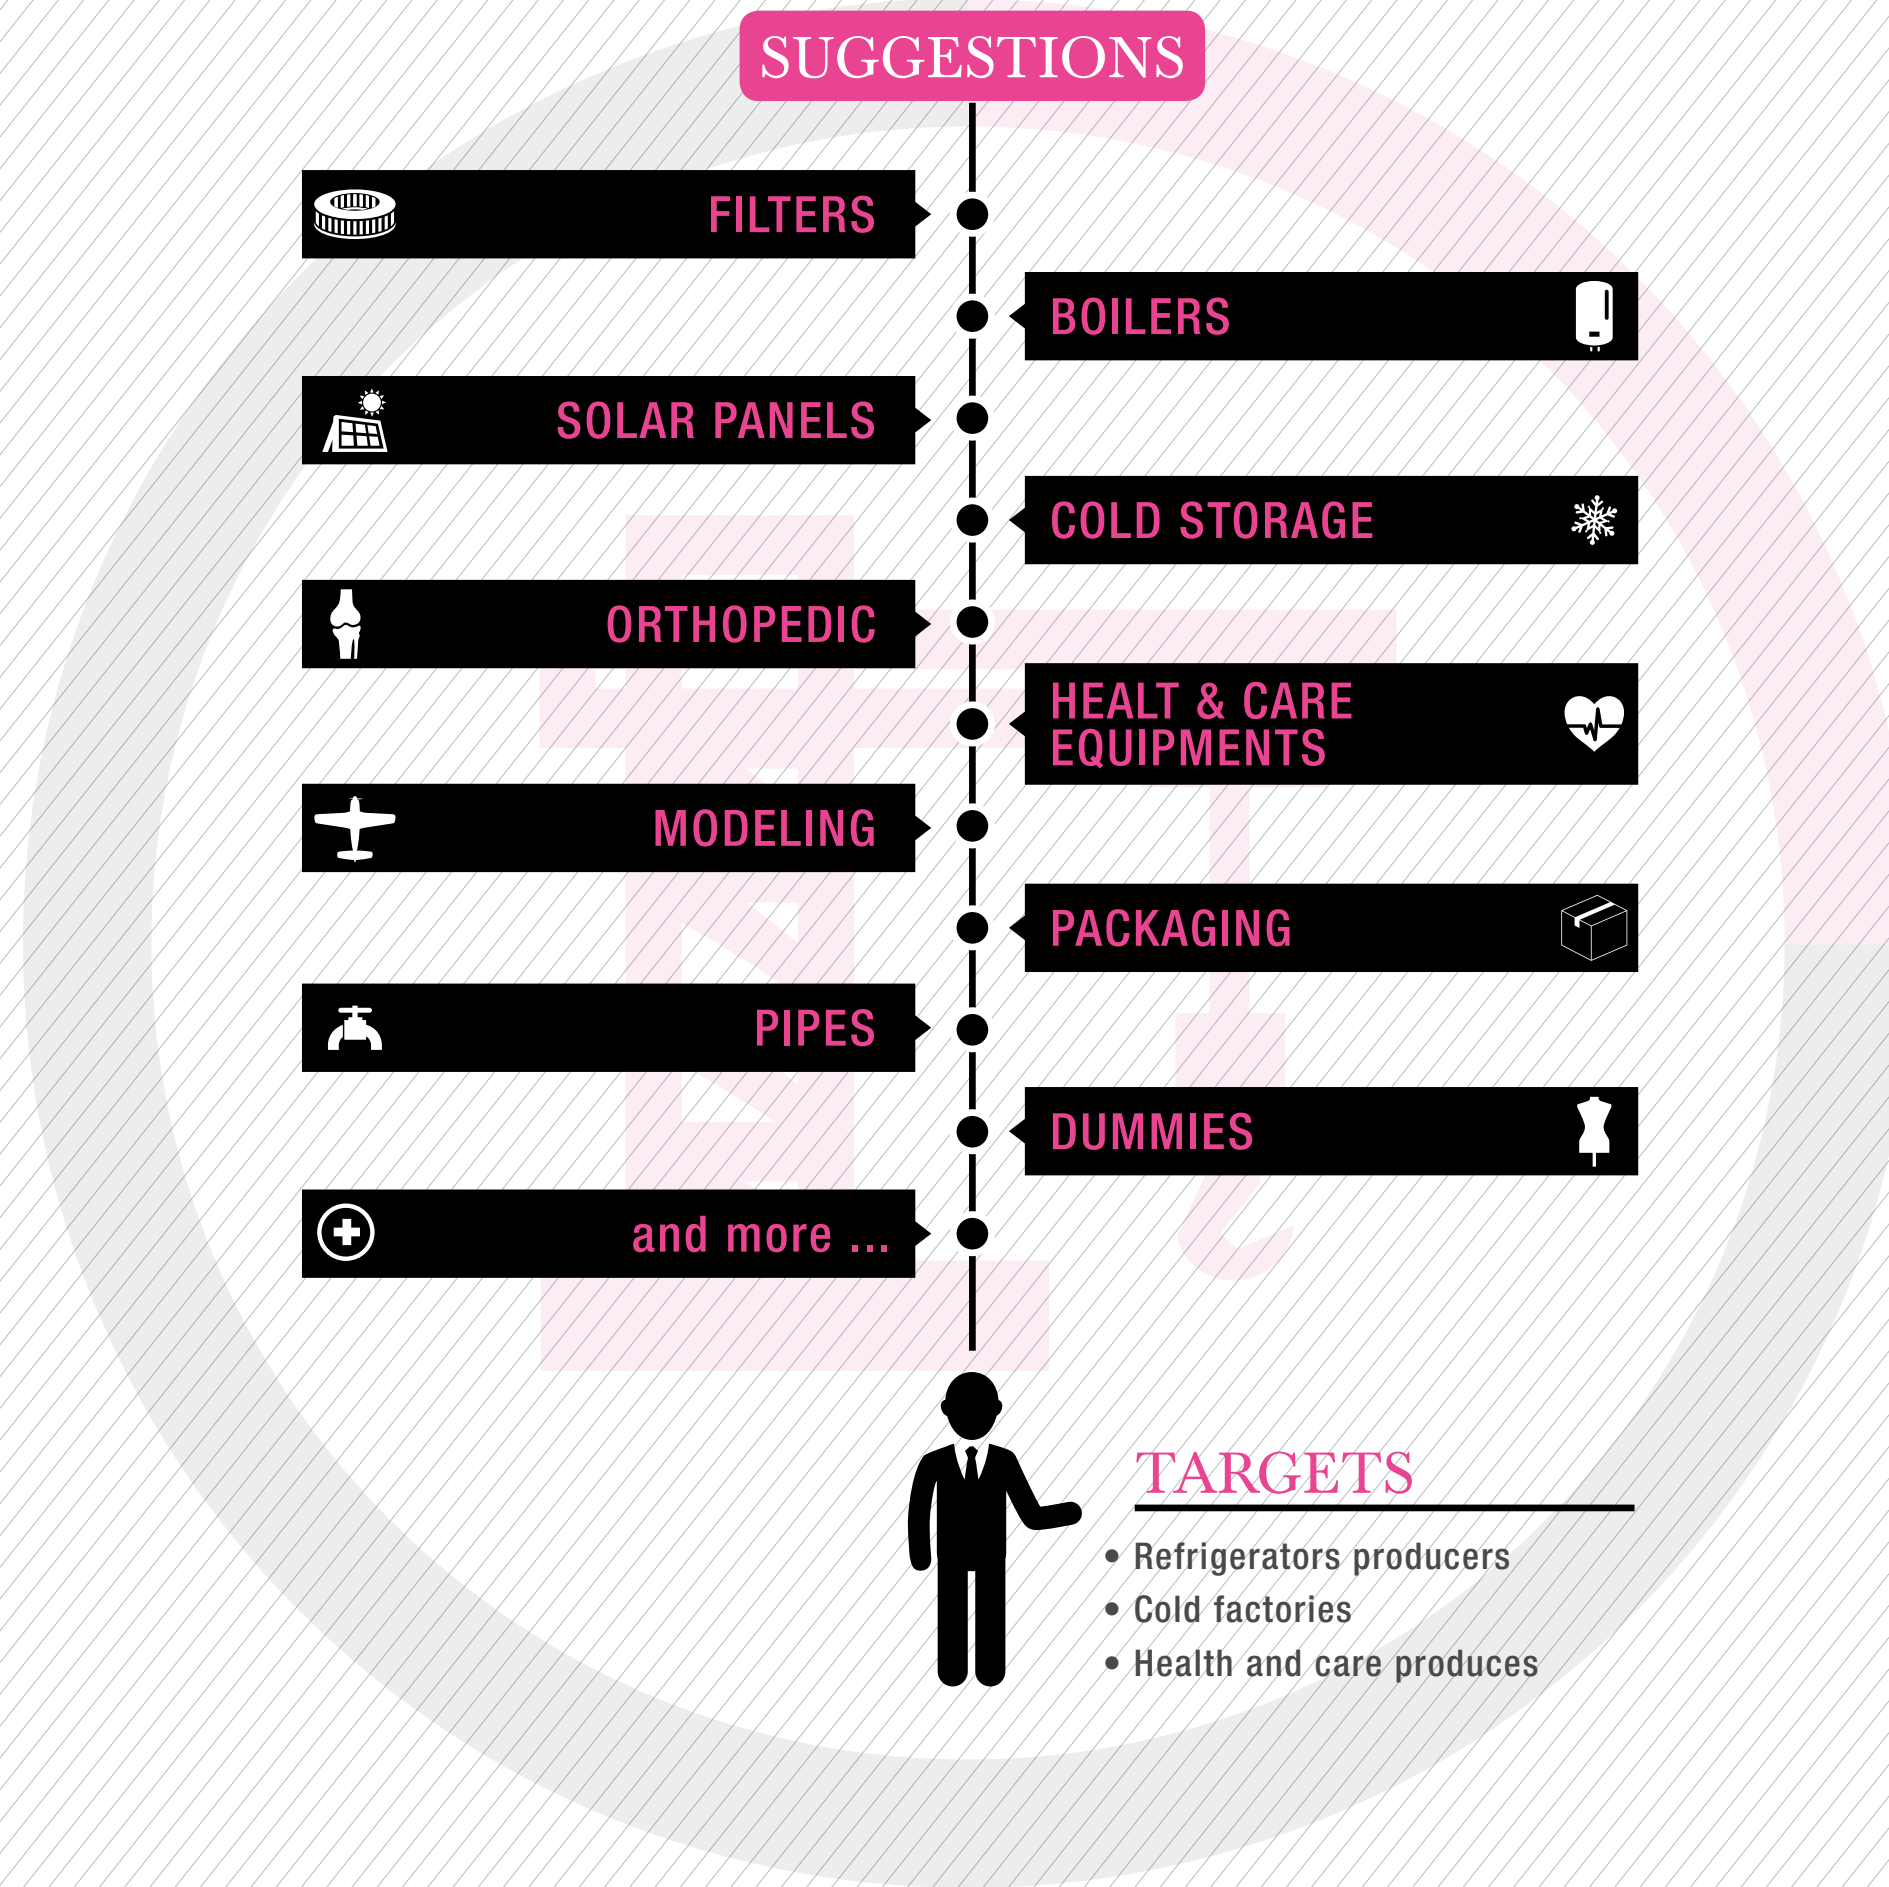 SUGGESTIONS
FILTERS
BOILERS
SOLAR PANELS
COLD STORAGE
ORTHOPEDIC
HEALT & CARE
EQUIPMENTS
MODELING
PACKAGING
PIPES
DUMMIES
and more ...
TARGETS
• Refrigerators producers
• Cold factories
• Health and care produces